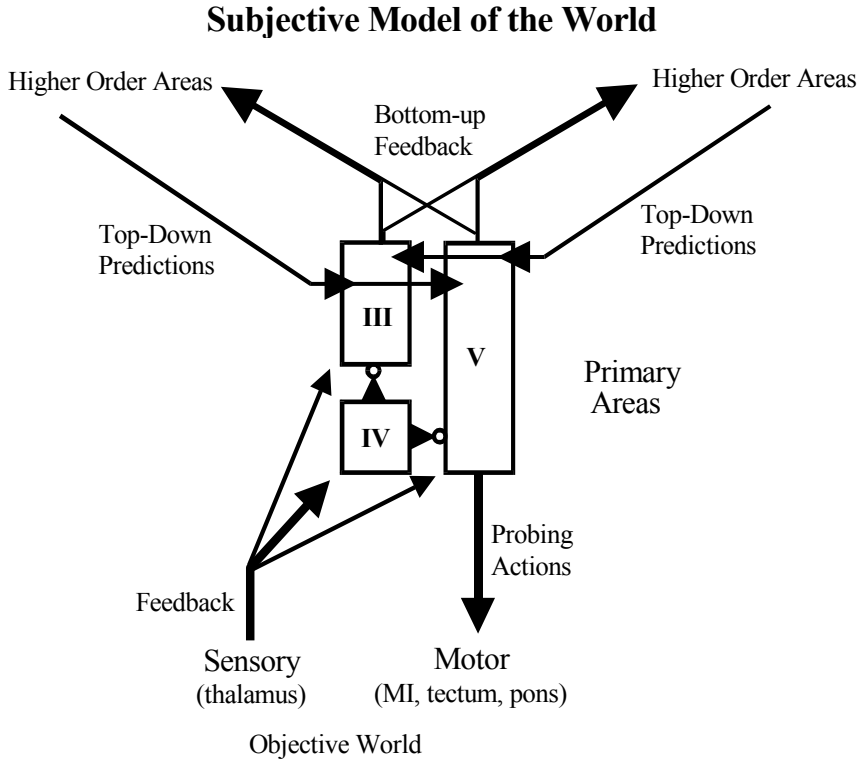 Subjective Model of the World
Higher Order Areas
Higher Order Areas
Bottom-up
Feedback
Top-Down
Predictions
Top-Down
Predictions
III
V
IV
Primary
Areas
Probing
Actions
Feedback
Sensory
(thalamus)
Motor
(MI, tectum, pons)
Objective World